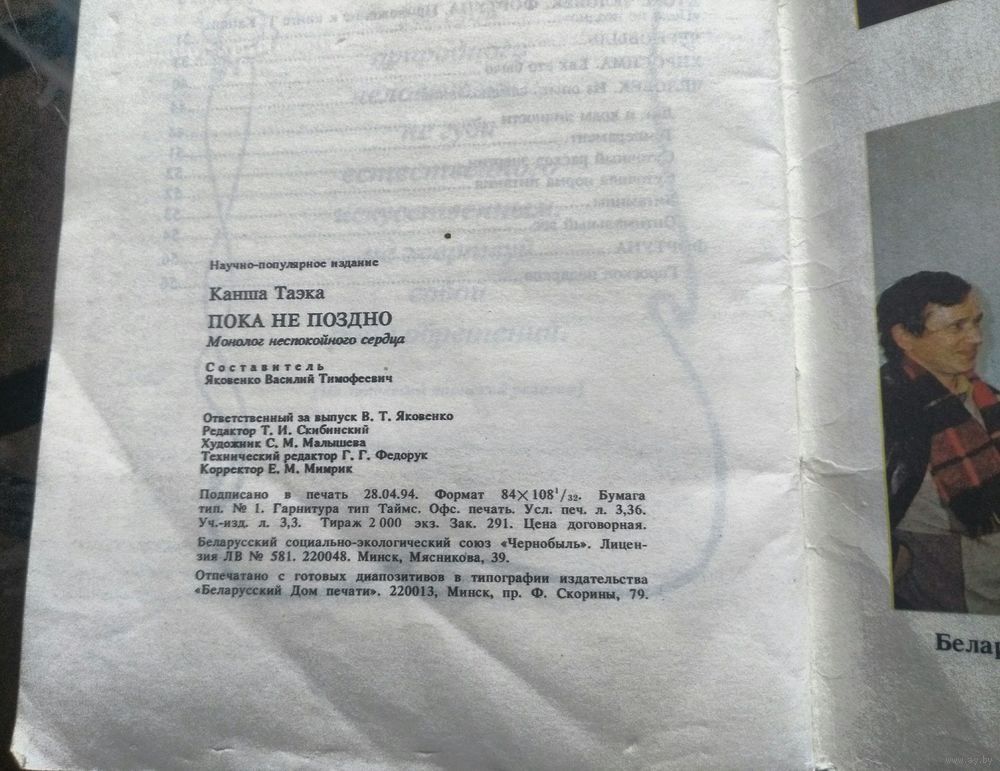 Научно-популярное издание
Канша Таэка
ПОКА НЕ ПОЗДНО
Монолог неспокойного сердца
Составитель
Яковенко Василий Тимофеевич
Ответственный за выпуск В. Т. Яковенко
Редактор Т. И. Скибинский
Художник С. М. Малышева
Технический редактор Г. Г. Федорук
Корректор Е. М. Мимрик
Подписано в печать 28.04.94. Формат 84×108¹/₃₂. Бумага
тип. № 1. Гарнитура тип Таймс. Офс. печать. Усл. печ. л. 3,36.
Уч.-изд. л. 3,3. Тираж 2 000 экз. Зак. 291. Цена договорная.
Беларусский социально-экологический союз «Чернобыль». Лицен-
зия ЛВ № 581. 220048. Минск, Мясникова, 39.
Отпечатано с готовых диапозитивов в типографии издательства
«Беларусский Дом печати». 220013, Минск, пр. Ф. Скорины, 79.
Белар
www.ay.by